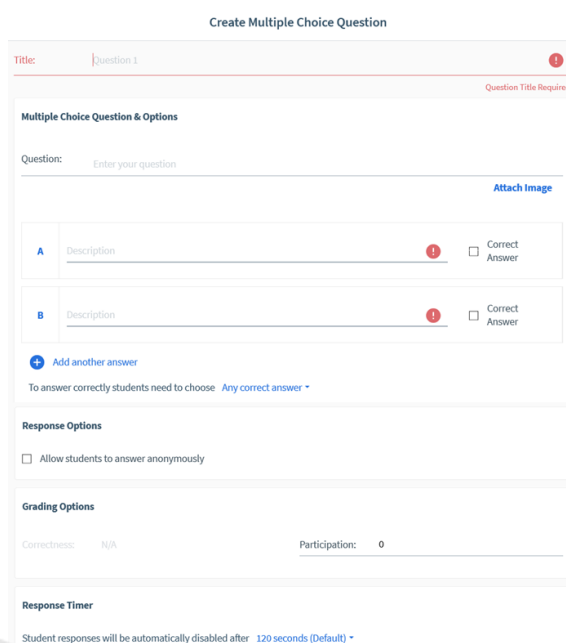 Create Multiple Choice Question
Title: Question 1
Question Title Require
Multiple Choice Question & Options
Question: Enter your question
Attach Image
A Description Correct Answer
B Description Correct Answer
Add another answer
To answer correctly students need to choose Any correct answer
Response Options
Allow students to answer anonymously
Grading Options
Correctness: N/A Participation: 0
Response Timer
Student responses will be automatically disabled after 120 seconds (Default)